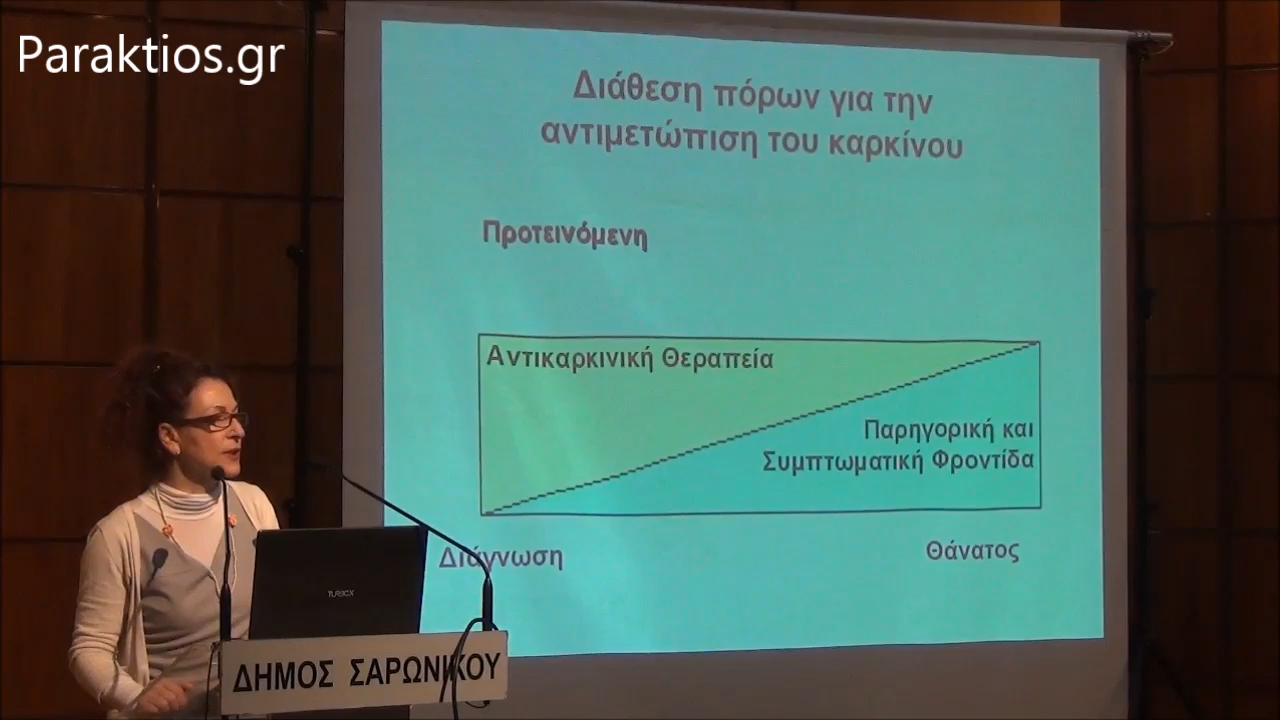 Paraktios.gr
Διάθεση πόρων για την
αντιμετώπιση του καρκίνου
Προτεινόμενη
Αντικαρκινική Θεραπεία
Παρηγορική και
Συμπτωματική Φροντίδα
Διάγνωση
Θάνατος
TURBOX
ΔΗΜΟΣ ΣΑΡΩΝΙΚΟΥ